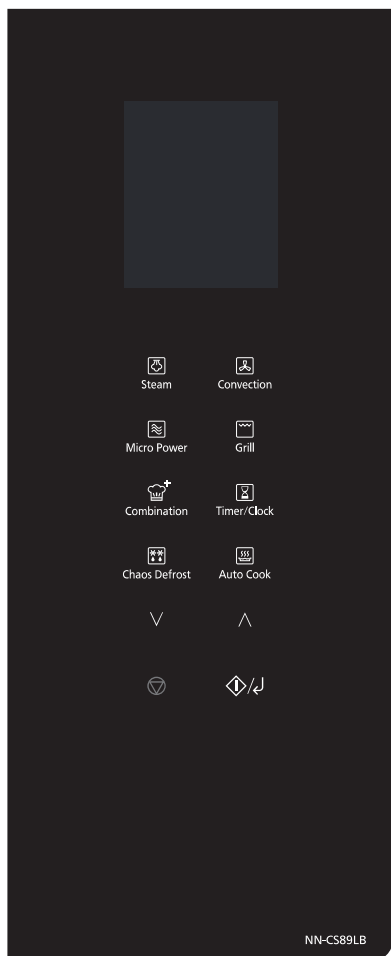 Steam Convection
Micro Power Grill
Combination Timer/Clock
Chaos Defrost Auto Cook
NN-CS89LB